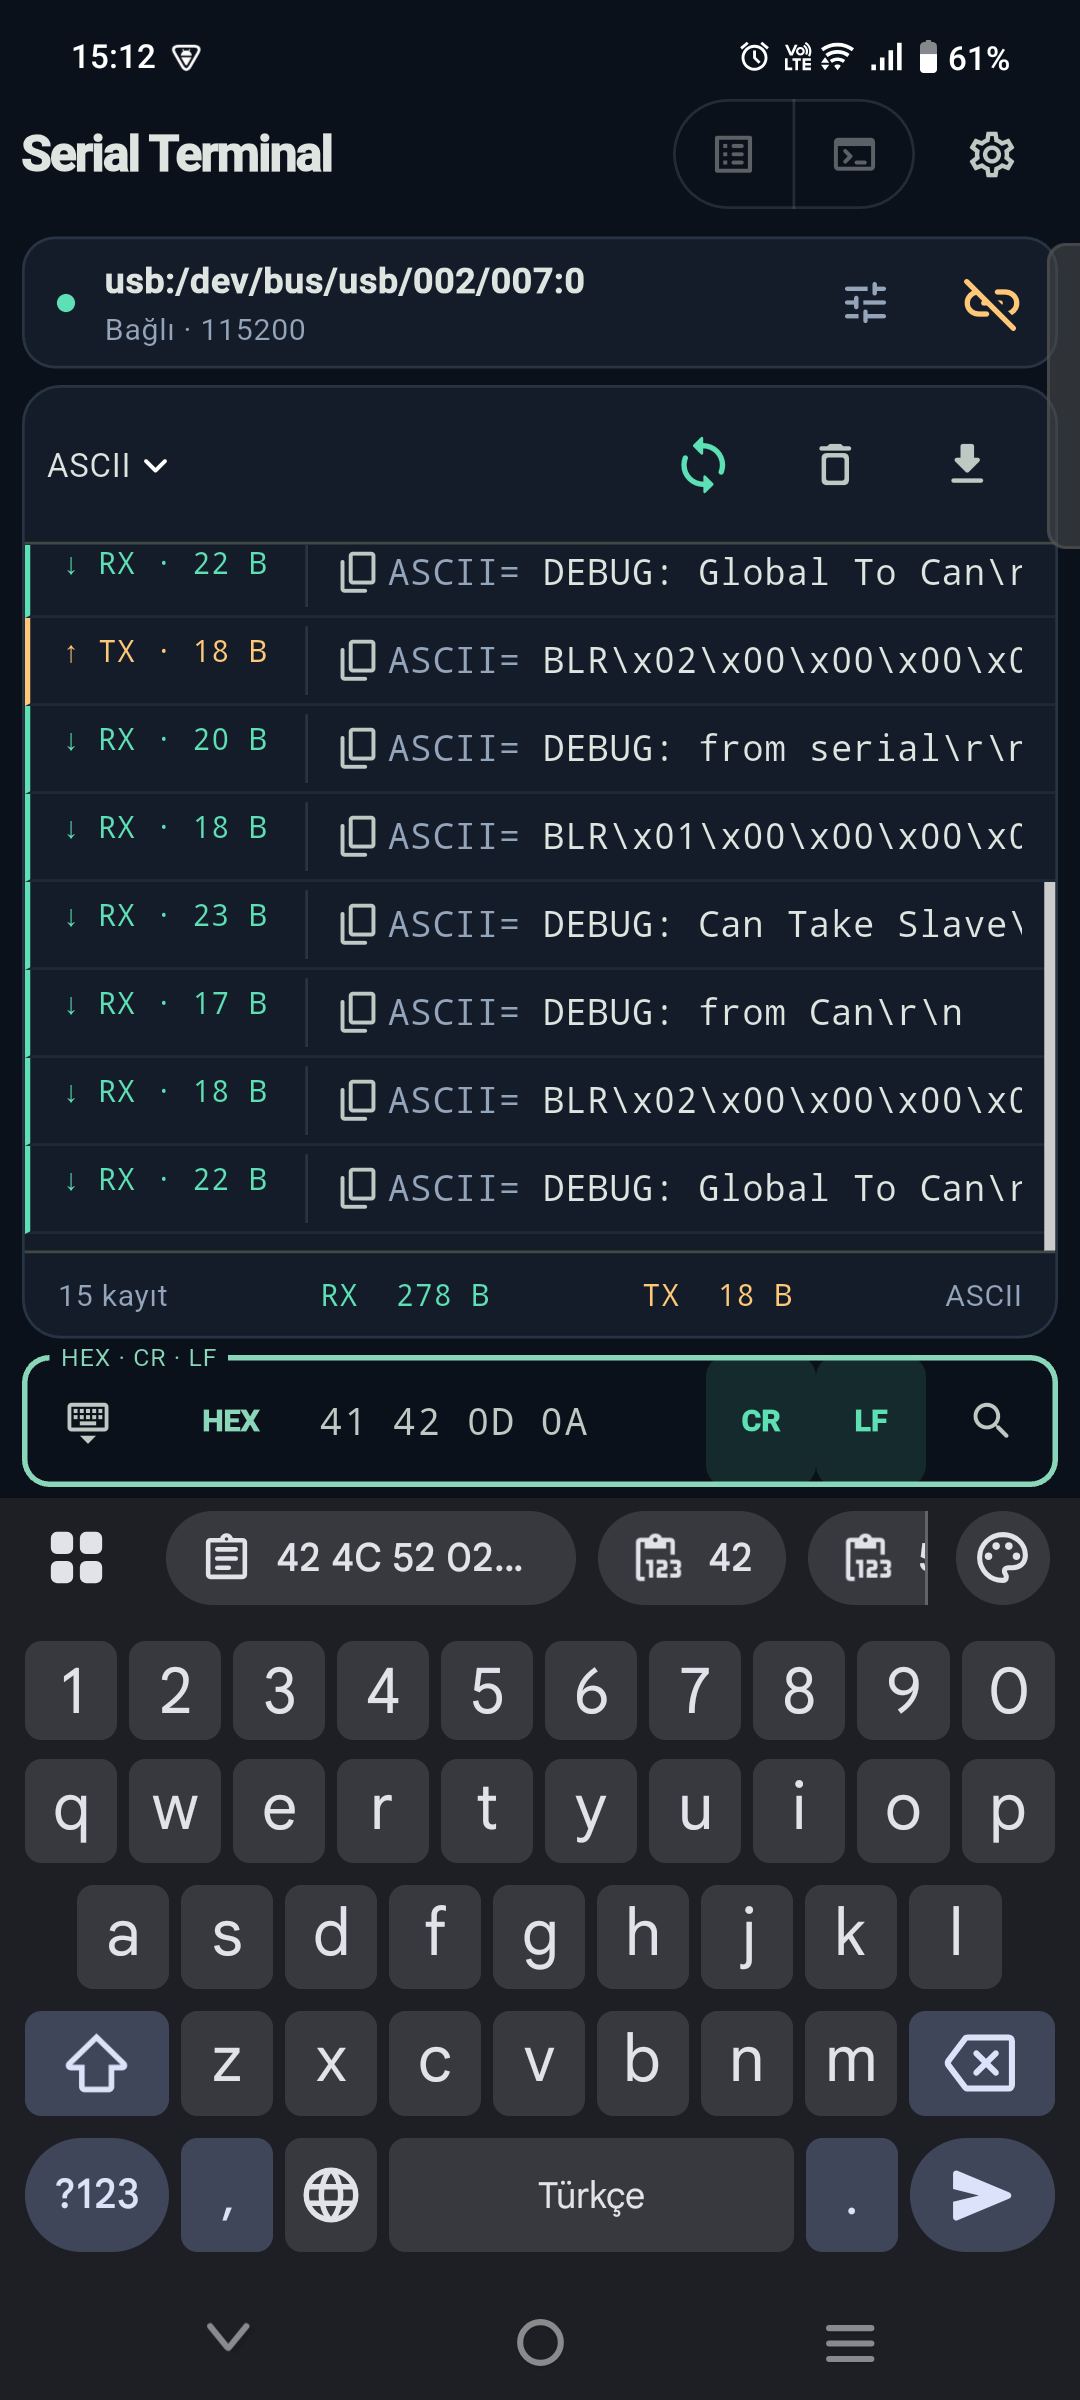 15:12 Vo) LTE 61%
Serial Terminal
usb:/dev/bus/usb/002/007:0
Bağlı · 115200
ASCII
↓ RX · 22 B ASCII= DEBUG: Global To Can\r
↑ TX · 18 B ASCII= BLR\x02\x00\x00\x00\x0
↓ RX · 20 B ASCII= DEBUG: from serial\r\r
↓ RX · 18 B ASCII= BLR\x01\x00\x00\x00\x0
↓ RX · 23 B ASCII= DEBUG: Can Take Slave\
↓ RX · 17 B ASCII= DEBUG: from Can\r\n
↓ RX · 18 B ASCII= BLR\x02\x00\x00\x00\x0
↓ RX · 22 B ASCII= DEBUG: Global To Can\r
15 kayıt RX 278 B TX 18 B ASCII
HEX · CR · LF
HEX 41 42 0D 0A CR LF
42 4C 52 02... 123 42 123
1 2 3 4 5 6 7 8 9 0
q w e r t y u i o p
a s d f g h j k l
z x c v b n m
?123 , Türkçe .